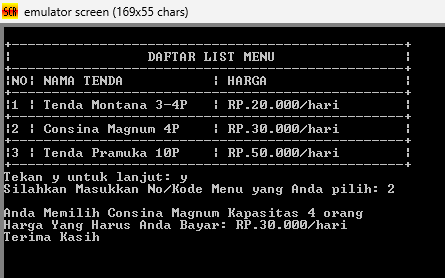 emulator screen (169x55 chars)
DAFTAR LIST MENU
|NO| NAMA TENDA | HARGA |
|1 | Tenda Montana 3-4P | RP.20.000/hari |
|2 | Consina Magnum 4P | RP.30.000/hari |
|3 | Tenda Pramuka 10P | RP.50.000/hari |
Tekan y untuk lanjut: y
Silahkan Masukkan No/Kode Menu yang Anda pilih: 2
Anda Memilih Consina Magnum Kapasitas 4 orang
Harga Yang Harus Anda Bayar: RP.30.000/hari
Terima Kasih